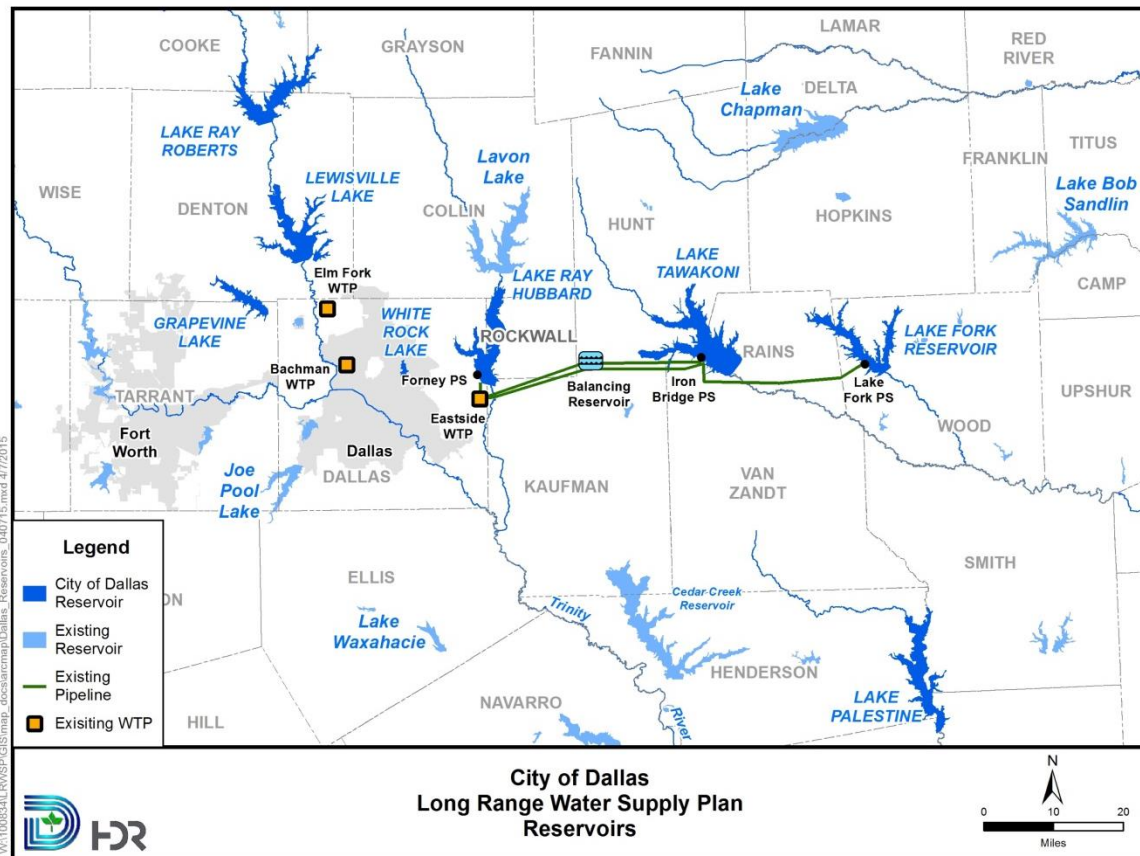 COOKE
GRAYSON
FANNIN
LAMAR
RED
RIVER
DELTA
Lake
Chapman
LAKE RAY
ROBERTS
TITUS
FRANKLIN
Lavon
Lake
WISE
LEWISVILLE
LAKE
DENTON
COLLIN
HUNT
HOPKINS
Lake Bob
Sandlin
LAKE
TAWAKONI
CAMP
Elm Fork
WTP
LAKE RAY
HUBBARD
GRAPEVINE
LAKE
WHITE
ROCK
LAKE
ROCKWALL
RAINS
LAKE FORK
RESERVOIR
Bachman
WTP
Forney PS
Balancing
Reservoir
Iron
Bridge PS
Lake
Fork PS
UPSHUR
TARRANT
Eastside
WTP
WOOD
Fort
Worth
Dallas
DALLAS
Joe
Pool
Lake
KAUFMAN
VAN
ZANDT
SMITH
ELLIS
Lake
Waxahacie
Trinity
Cedar Creek
Reservoir
HENDERSON
NAVARRO
River
LAKE
PALESTINE
HILL
ON
Legend
City of Dallas
Reservoir
Existing
Reservoir
Existing
Pipeline
Exisiting WTP
City of Dallas
Long Range Water Supply Plan
Reservoirs
HDR
N
0 10 20
Miles